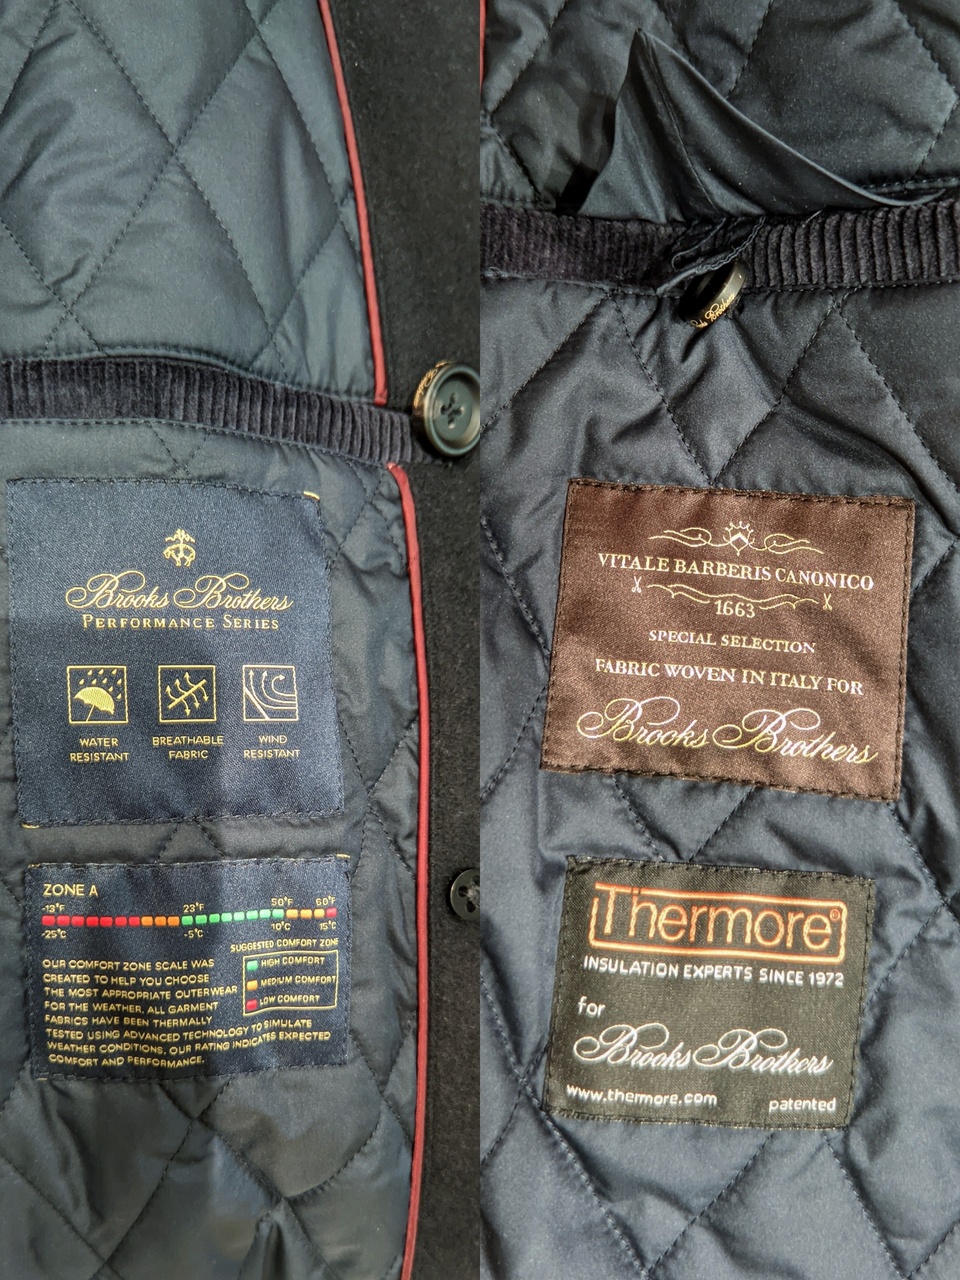 Brooks Brothers
PERFORMANCE SERIES
WATER
RESISTANT
BREATHABLE
FABRIC
WIND
RESISTANT
ZONE A
-13°F 23°F 50°F 60°F
-25°C -5°C 10°C 15°C
SUGGESTED COMFORT ZONE
HIGH COMFORT
MEDIUM COMFORT
LOW COMFORT
OUR COMFORT ZONE SCALE WAS
CREATED TO HELP YOU CHOOSE
THE MOST APPROPRIATE OUTERWEAR
FOR THE WEATHER, ALL GARMENT
FABRICS HAVE BEEN THERMALLY
TESTED USING ADVANCED TECHNOLOGY TO SIMULATE
WEATHER CONDITIONS. OUR RATING INDICATES EXPECTED
COMFORT AND PERFORMANCE.
Brothers
VITALE BARBERIS CANONICO
1663
SPECIAL SELECTION
FABRIC WOVEN IN ITALY FOR
Brooks Brothers
Thermore®
INSULATION EXPERTS SINCE 1972
for
Brooks Brothers
www.thermore.com patented